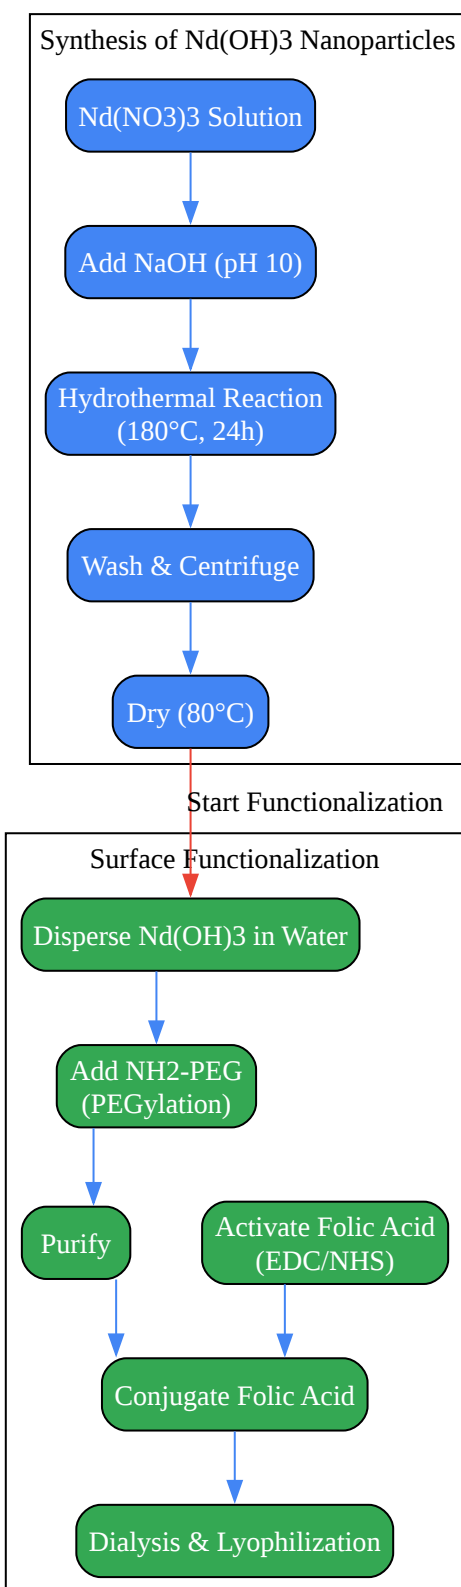 Synthesis of Nd(OH)3 Nanoparticles
Nd(NO3)3 Solution
Add NaOH (pH 10)
Hydrothermal Reaction
(180°C, 24h)
Wash & Centrifuge
Dry (80°C)
Start Functionalization
Surface Functionalization
Disperse Nd(OH)3 in Water
Add NH2-PEG
(PEGylation)
Purify
Activate Folic Acid
(EDC/NHS)
Conjugate Folic Acid
Dialysis & Lyophilization